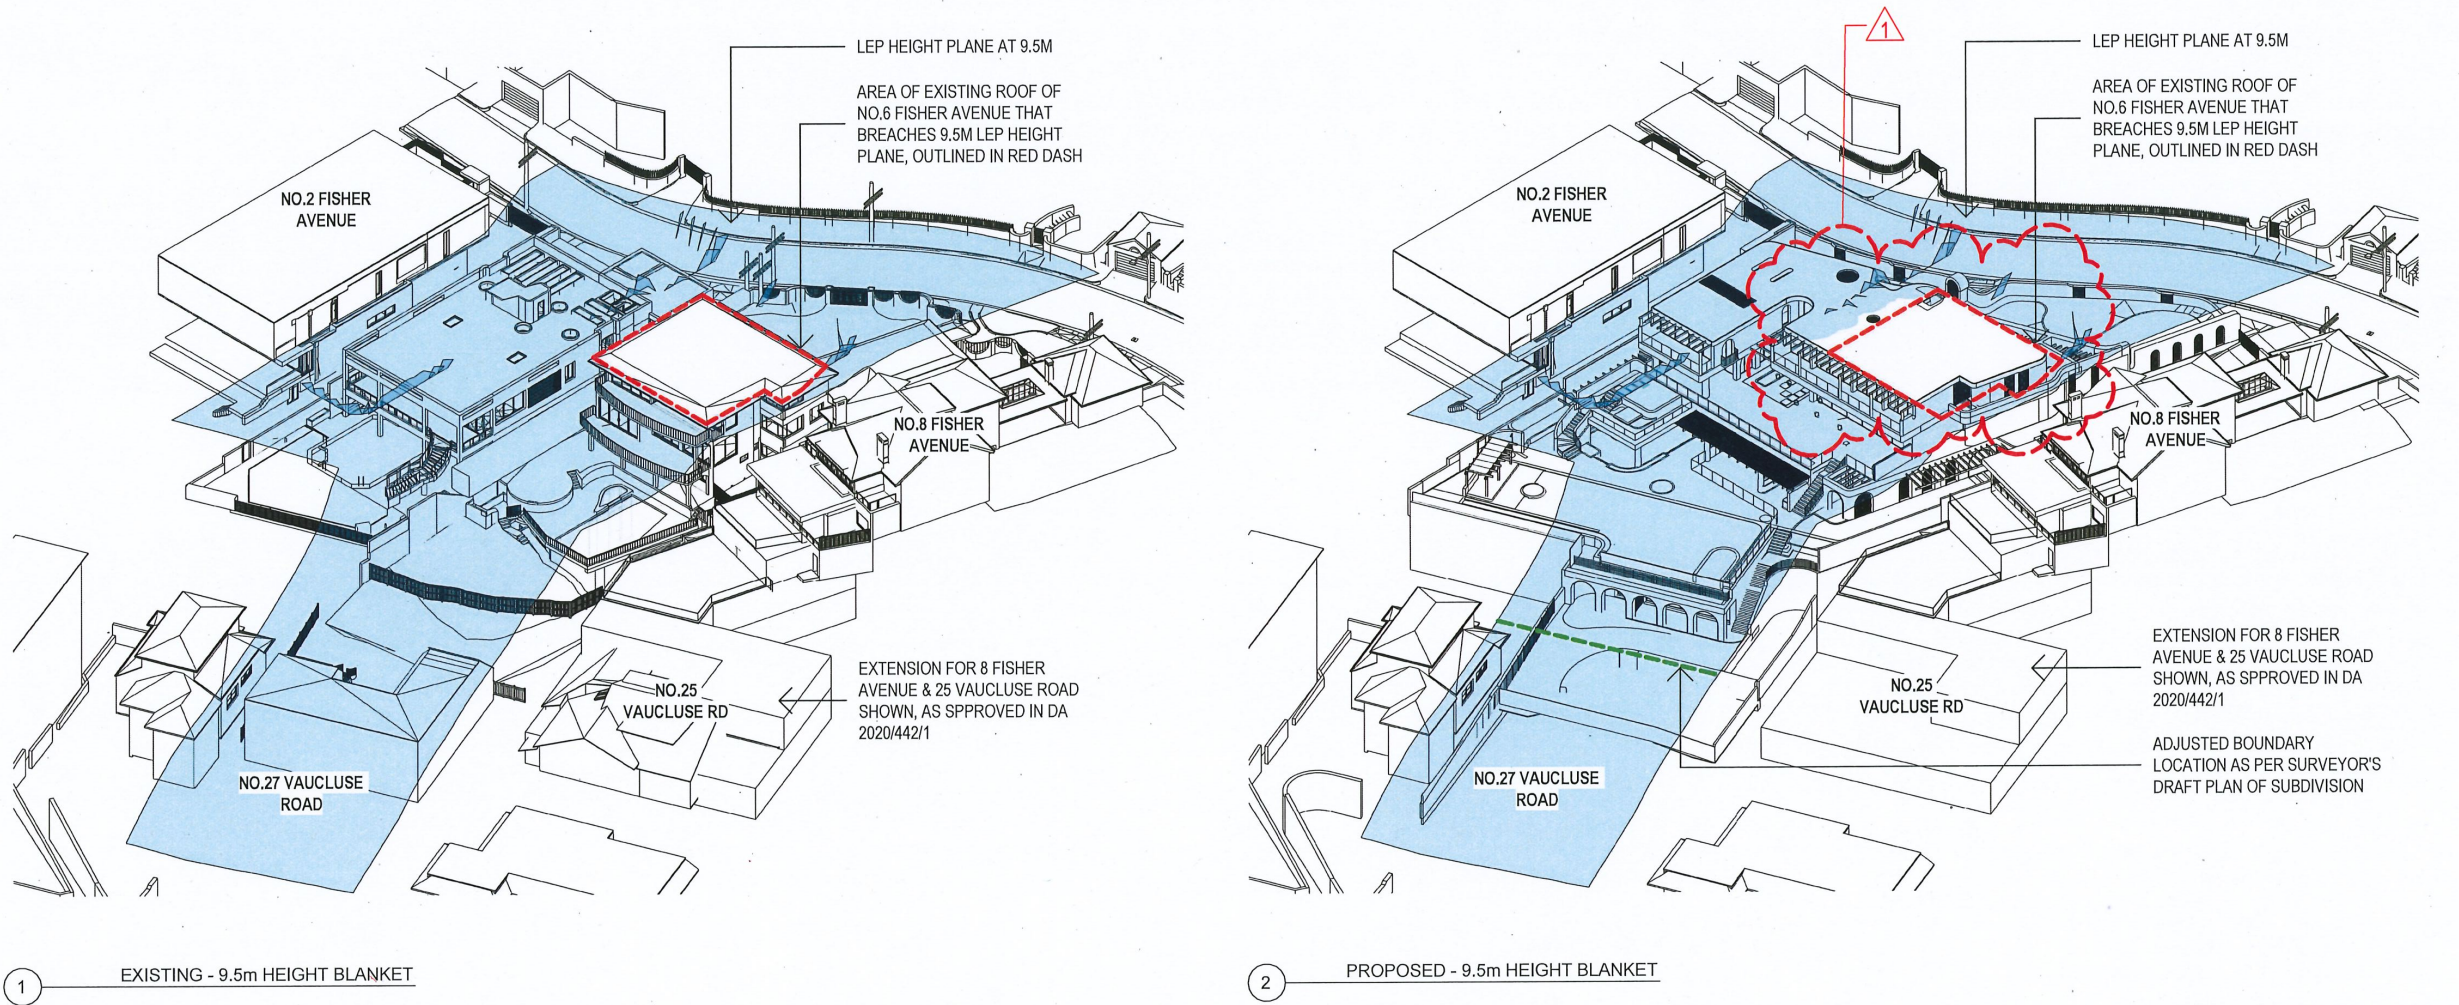 LEP HEIGHT PLANE AT 9.5M
AREA OF EXISTING ROOF OF
NO.6 FISHER AVENUE THAT
BREACHES 9.5M LEP HEIGHT
PLANE, OUTLINED IN RED DASH
NO.2 FISHER
AVENUE
NO.8 FISHER
AVENUE
NO.25
VAUCLUSE RD
EXTENSION FOR 8 FISHER
AVENUE & 25 VAUCLUSE ROAD
SHOWN, AS SPPROVED IN DA
2020/442/1
NO.27 VAUCLUSE
ROAD
1
EXISTING - 9.5m HEIGHT BLANKET
1
LEP HEIGHT PLANE AT 9.5M
AREA OF EXISTING ROOF OF
NO.6 FISHER AVENUE THAT
BREACHES 9.5M LEP HEIGHT
PLANE, OUTLINED IN RED DASH
NO.2 FISHER
AVENUE
NO.8 FISHER
AVENUE
EXTENSION FOR 8 FISHER
AVENUE & 25 VAUCLUSE ROAD
SHOWN, AS SPPROVED IN DA
2020/442/1
NO.25
VAUCLUSE RD
ADJUSTED BOUNDARY
LOCATION AS PER SURVEYOR'S
DRAFT PLAN OF SUBDIVISION
NO.27 VAUCLUSE
ROAD
2
PROPOSED - 9.5m HEIGHT BLANKET